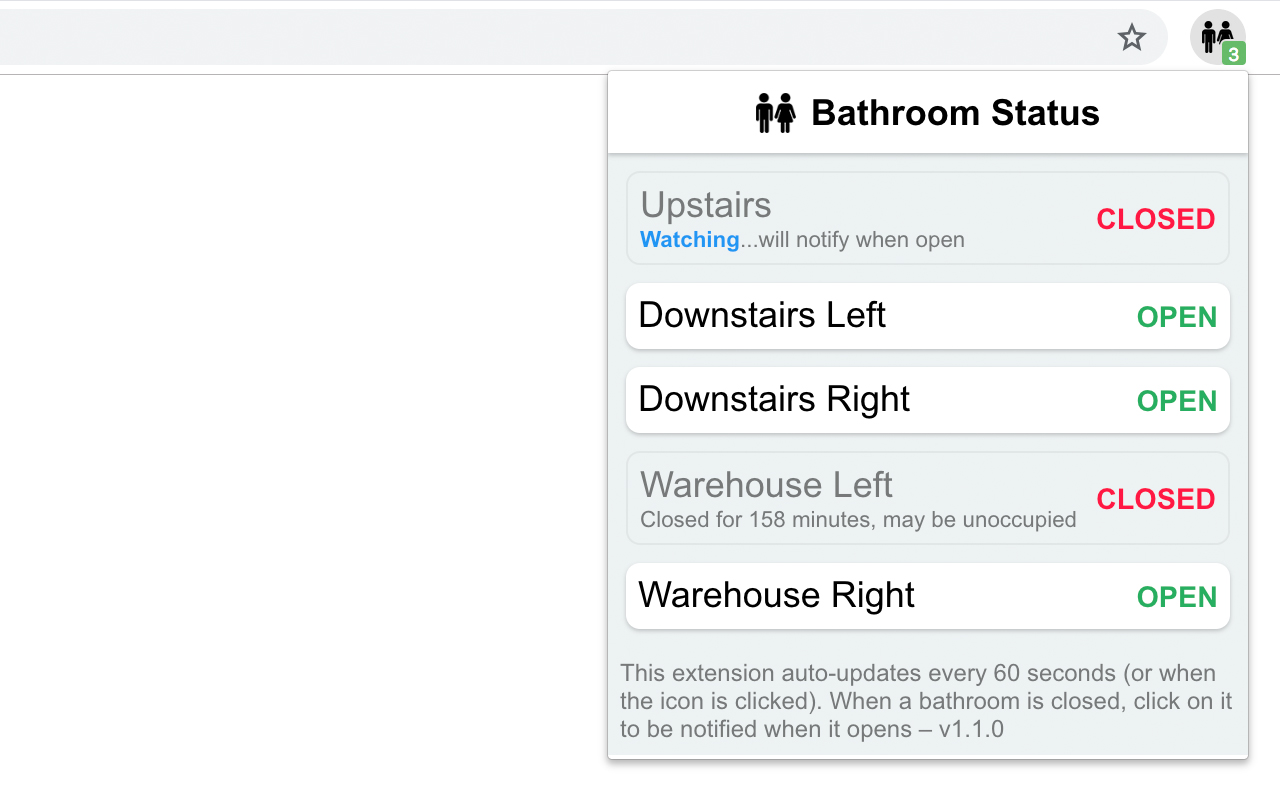 3
Bathroom Status
Upstairs
Watching...will notify when open
CLOSED
Downstairs Left
OPEN
Downstairs Right
OPEN
Warehouse Left
Closed for 158 minutes, may be unoccupied
CLOSED
Warehouse Right
OPEN
This extension auto-updates every 60 seconds (or when
the icon is clicked). When a bathroom is closed, click on it
to be notified when it opens – v1.1.0